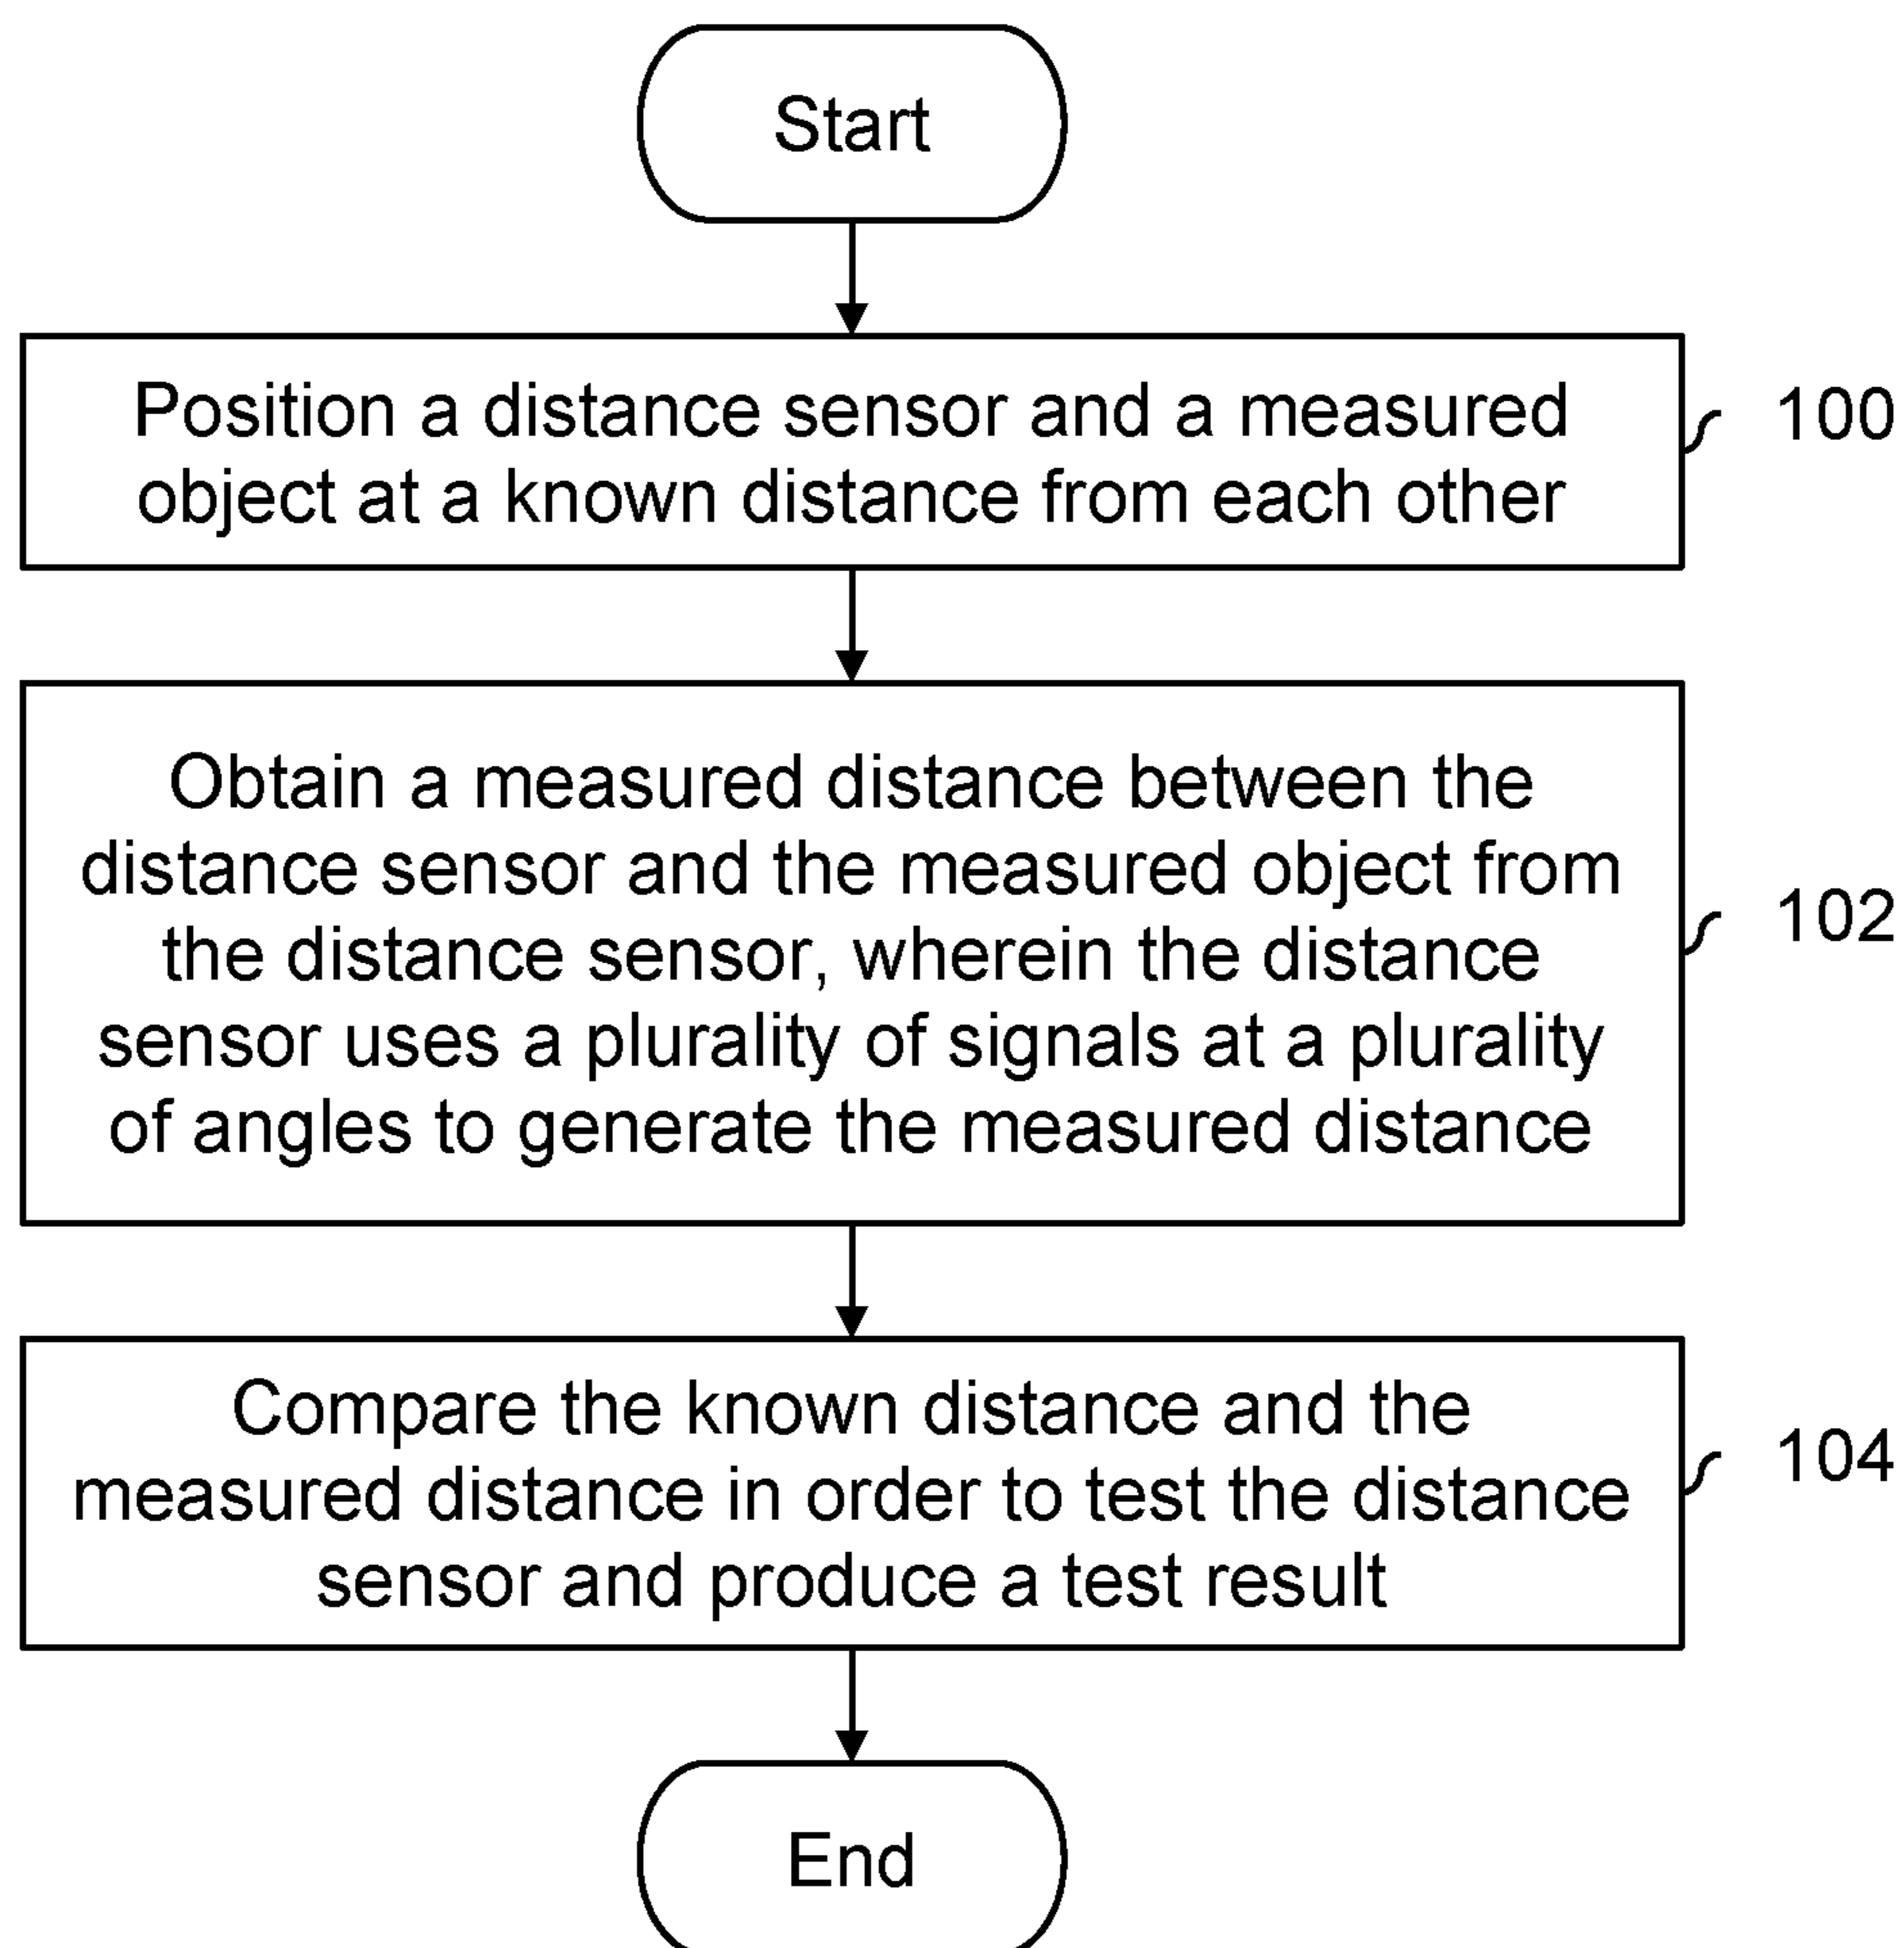 Start
Position a distance sensor and a measured
object at a known distance from each other
100
Obtain a measured distance between the
distance sensor and the measured object from
the distance sensor, wherein the distance
sensor uses a plurality of signals at a plurality
of angles to generate the measured distance
102
Compare the known distance and the
measured distance in order to test the distance
sensor and produce a test result
104
End